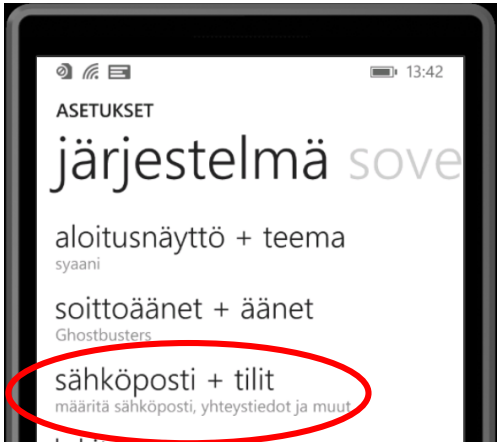 13:42
ASETUKSET
järjestelmä sove
aloitusnäyttö + teema
syaani
soittoäänet + äänet
Ghostbusters
sähköposti + tilit
määritä sähköposti, yhteystiedot ja muut